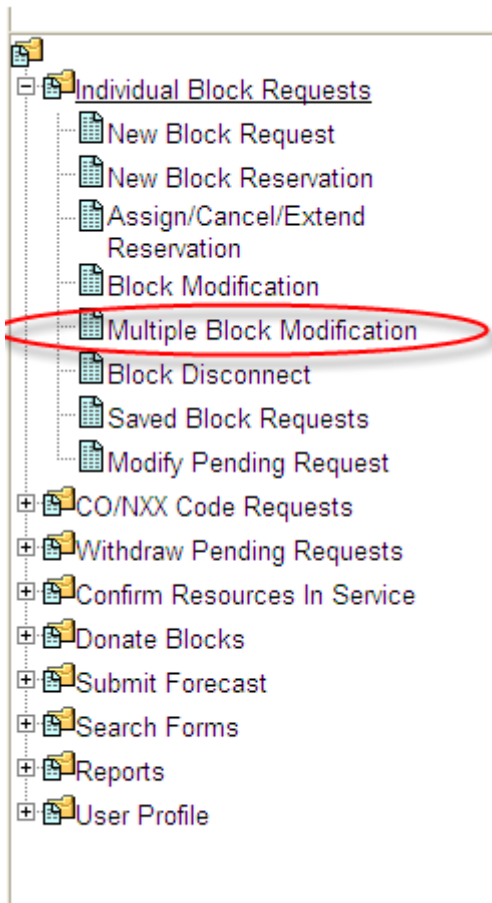 Individual Block Requests
New Block Request
New Block Reservation
Assign/Cancel/Extend
Reservation
Block Modification
Multiple Block Modification
Block Disconnect
Saved Block Requests
Modify Pending Request
CO/NXX Code Requests
Withdraw Pending Requests
Confirm Resources In Service
Donate Blocks
Submit Forecast
Search Forms
Reports
User Profile